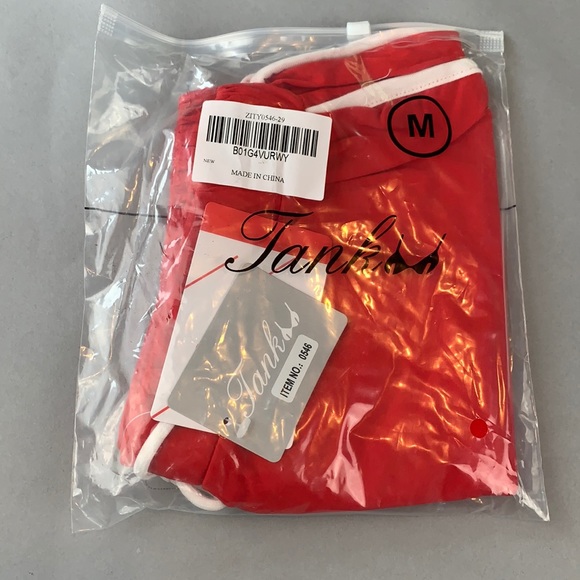 ZITY0546-29
B01G4VURWY
NEW
MADE IN CHINA
M
Tank
Tank
ITEM NO.: 0546